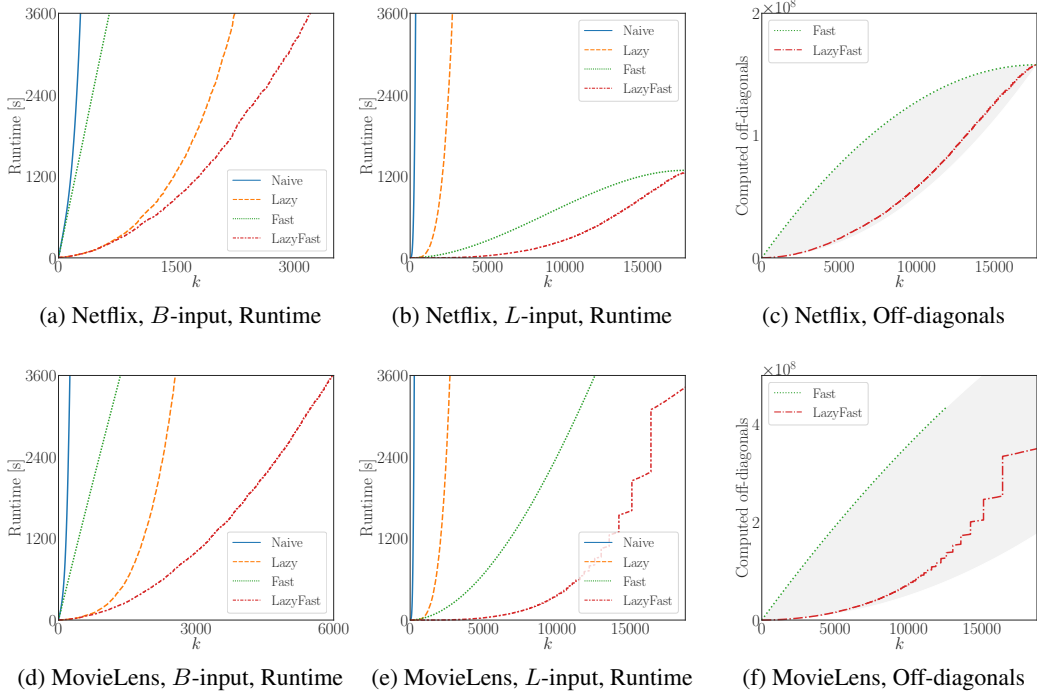 3600
2400
1200
0
Runtime [s]
0
1500
3000
k
Naive
Lazy
Fast
LazyFast
(a) Netflix, B-input, Runtime
3600
2400
1200
0
Runtime [s]
0
5000
10000
15000
k
Naive
Lazy
Fast
LazyFast
(b) Netflix, L-input, Runtime
×10⁸
2
1
0
Computed off-diagonals
0
5000
10000
15000
k
Fast
LazyFast
(c) Netflix, Off-diagonals
3600
2400
1200
0
Runtime [s]
0
3000
6000
k
Naive
Lazy
Fast
LazyFast
(d) MovieLens, B-input, Runtime
3600
2400
1200
0
Runtime [s]
0
5000
10000
15000
k
Naive
Lazy
Fast
LazyFast
(e) MovieLens, L-input, Runtime
×10⁸
4
2
0
Computed off-diagonals
0
5000
10000
15000
k
Fast
LazyFast
(f) MovieLens, Off-diagonals